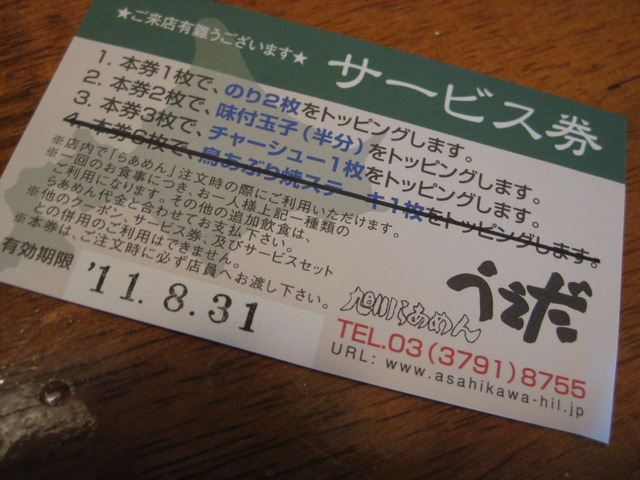 ★ご来店有難うございます★
サービス券
1. 本券1枚で、のり2枚をトッピングします。
2. 本券2枚で、味付玉子(半分)をトッピングします。
3. 本券3枚で、チャーシュー1枚をトッピングします。
4. 本券6枚で、鳥あぶり焼ステーキ1枚をトッピングします。
※店内で「らあめん」注文時の際にご利用いただけます。
※一回のお食事につき、お一人様上記一種類の
ご利用になります。その他の追加飲食は、
らあめん代金と合わせてお支払下さい。
※他のクーポン、サービス券、及びサービスセット
との併用のご利用はできません。
※本券は、ご注文時に必ず店員へお渡し下さい。
有効期限 '11. 8.31
旭川らあめん うえだ
TEL.03(3791)8755
URL: www.asahikawa-hil.jp